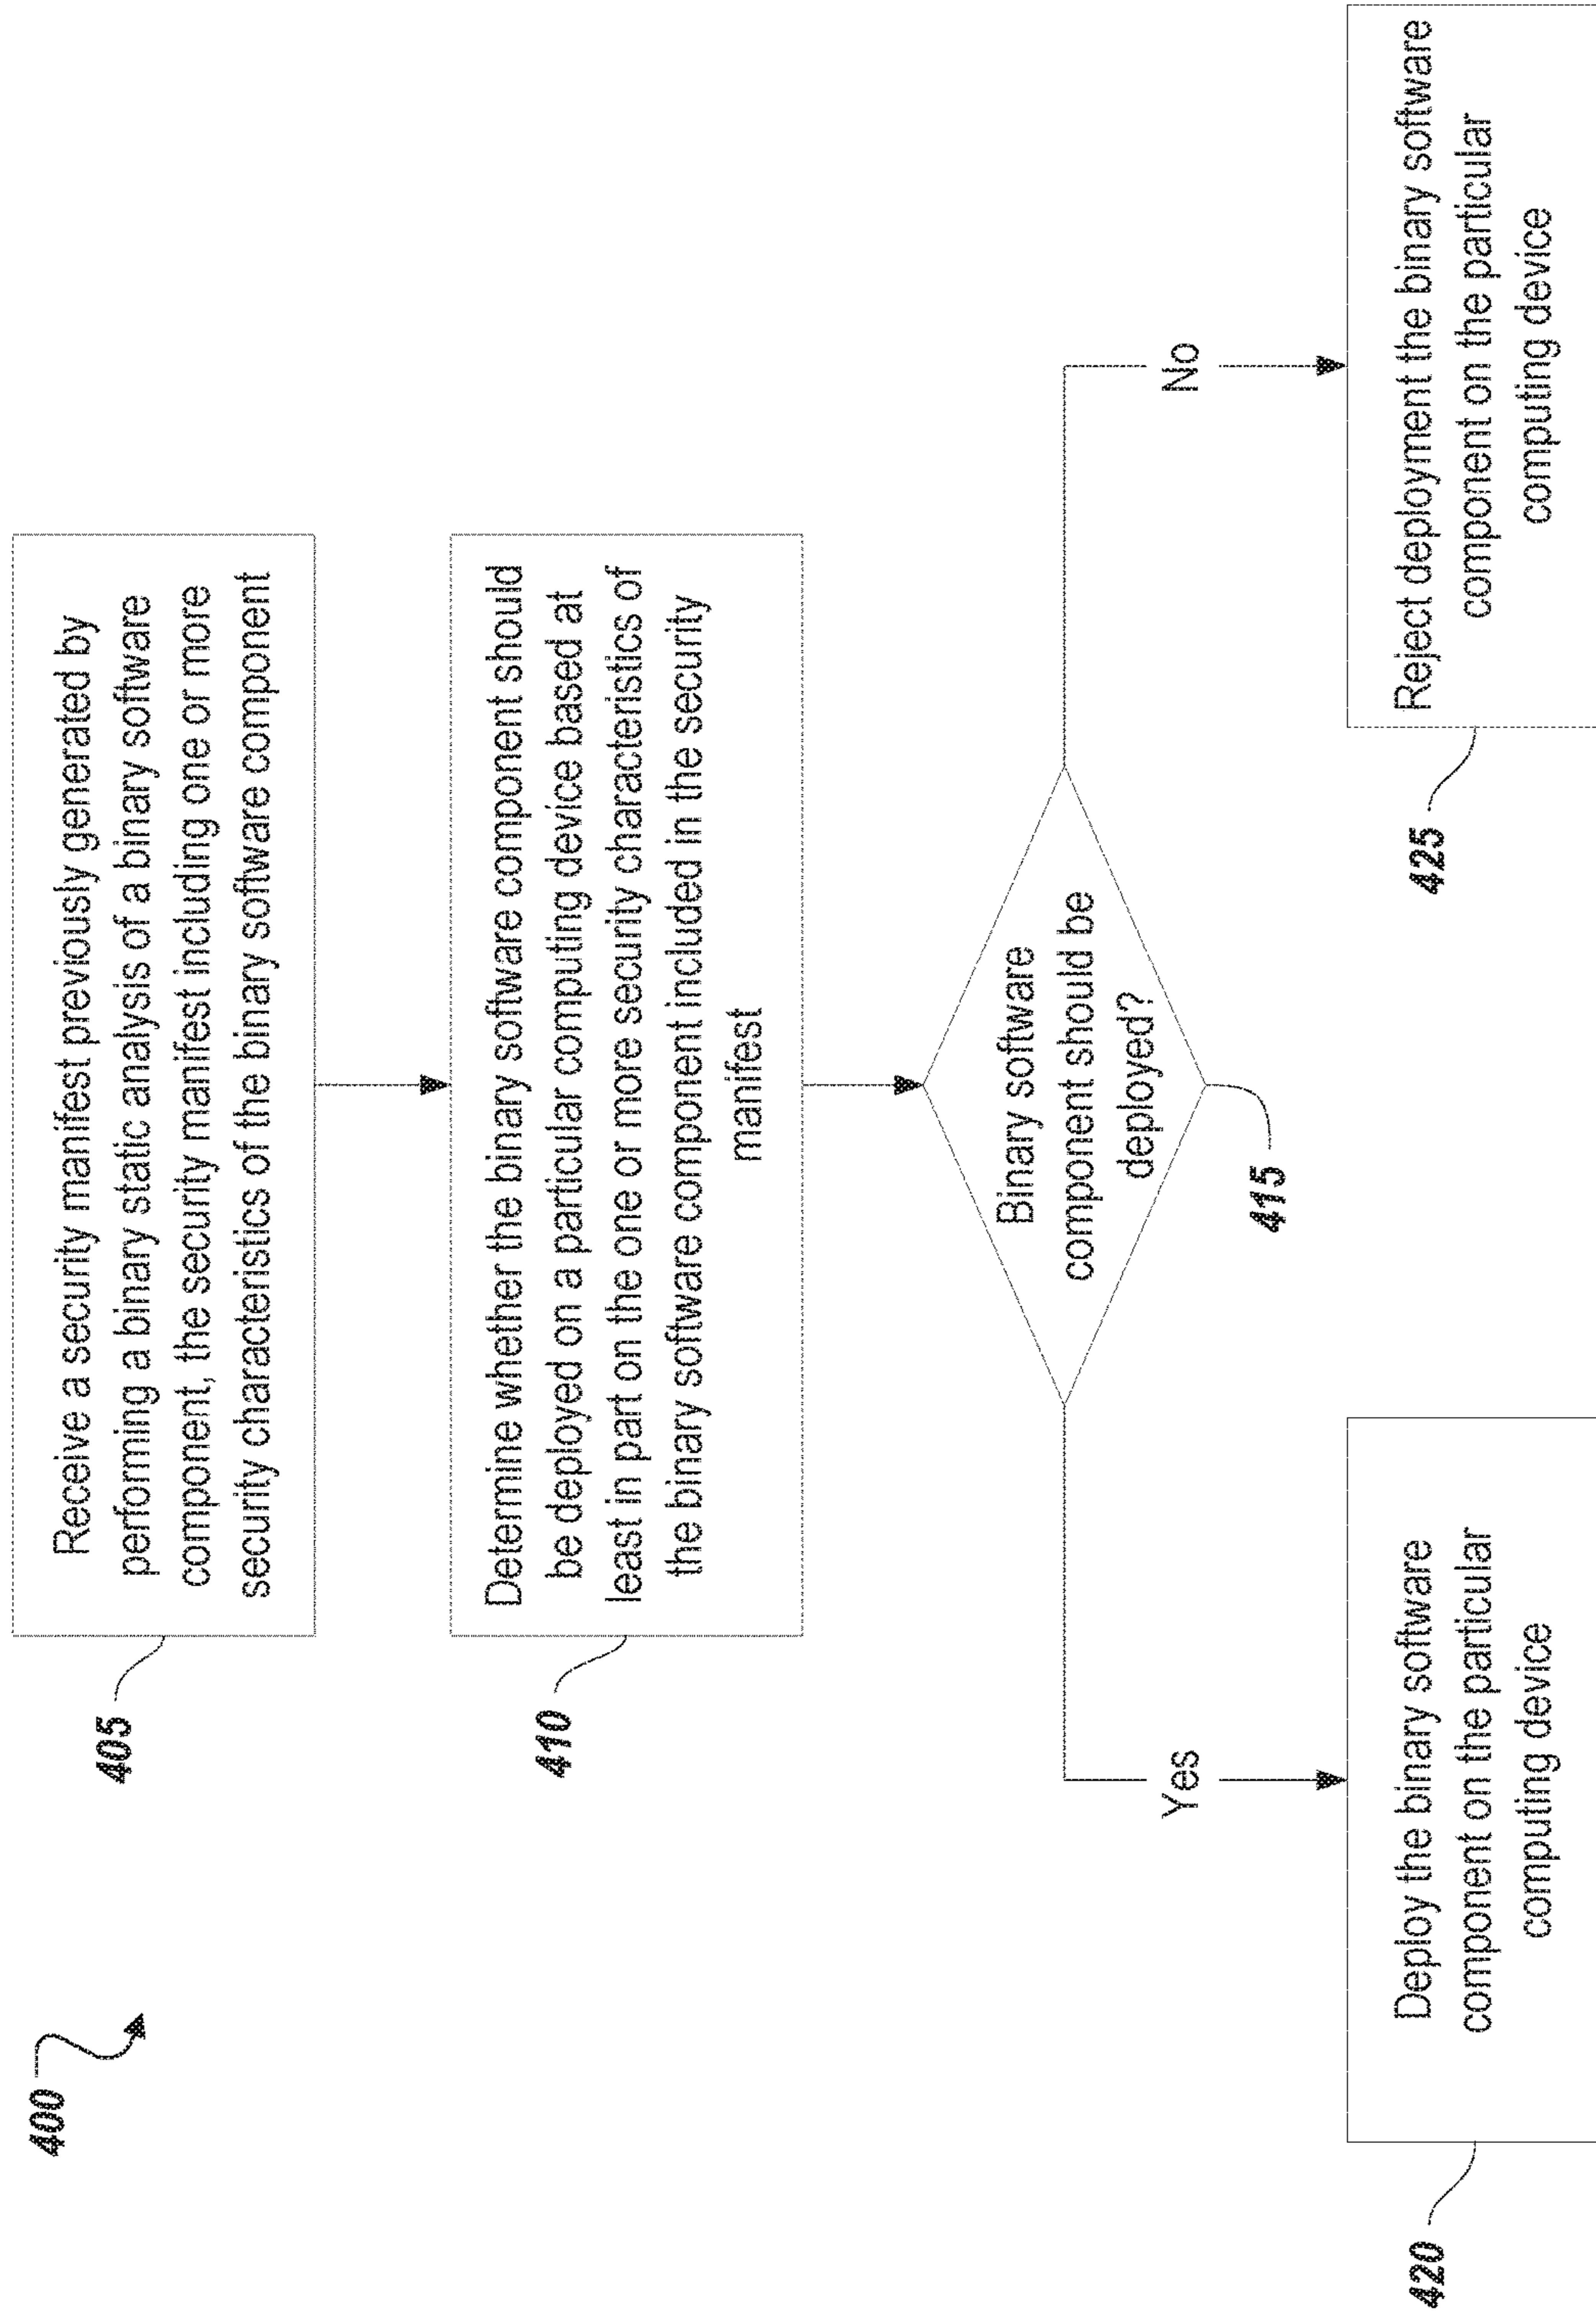 400
405
Receive a security manifest previously generated by
performing a binary static analysis of a binary software
component, the security manifest including one or more
security characteristics of the binary software component
410
Determine whether the binary software component should
be deployed on a particular computing device based at
least in part on the one or more security characteristics of
the binary software component included in the security
manifest
Binary software
component should be
deployed?
415
Yes
No
420
Deploy the binary software
component on the particular
computing device
425
Reject deployment the binary software
component on the particular
computing device